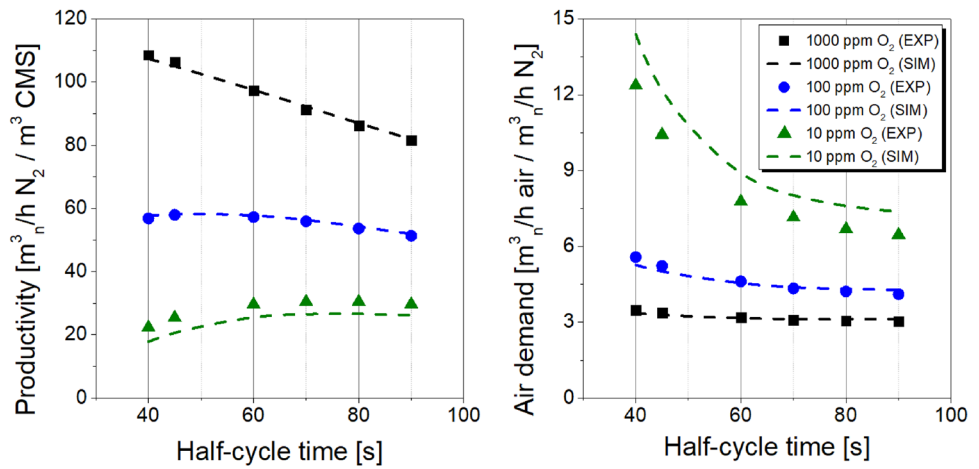 120
100
80
60
40
20
0
40 60 80 100
Productivity [m³ₙ/h N₂ / m³ CMS]
Half-cycle time [s]
15
12
9
6
3
0
40 60 80 100
Air demand [m³ₙ/h air / m³ₙ/h N₂]
Half-cycle time [s]
1000 ppm O₂ (EXP)
1000 ppm O₂ (SIM)
100 ppm O₂ (EXP)
100 ppm O₂ (SIM)
10 ppm O₂ (EXP)
10 ppm O₂ (SIM)